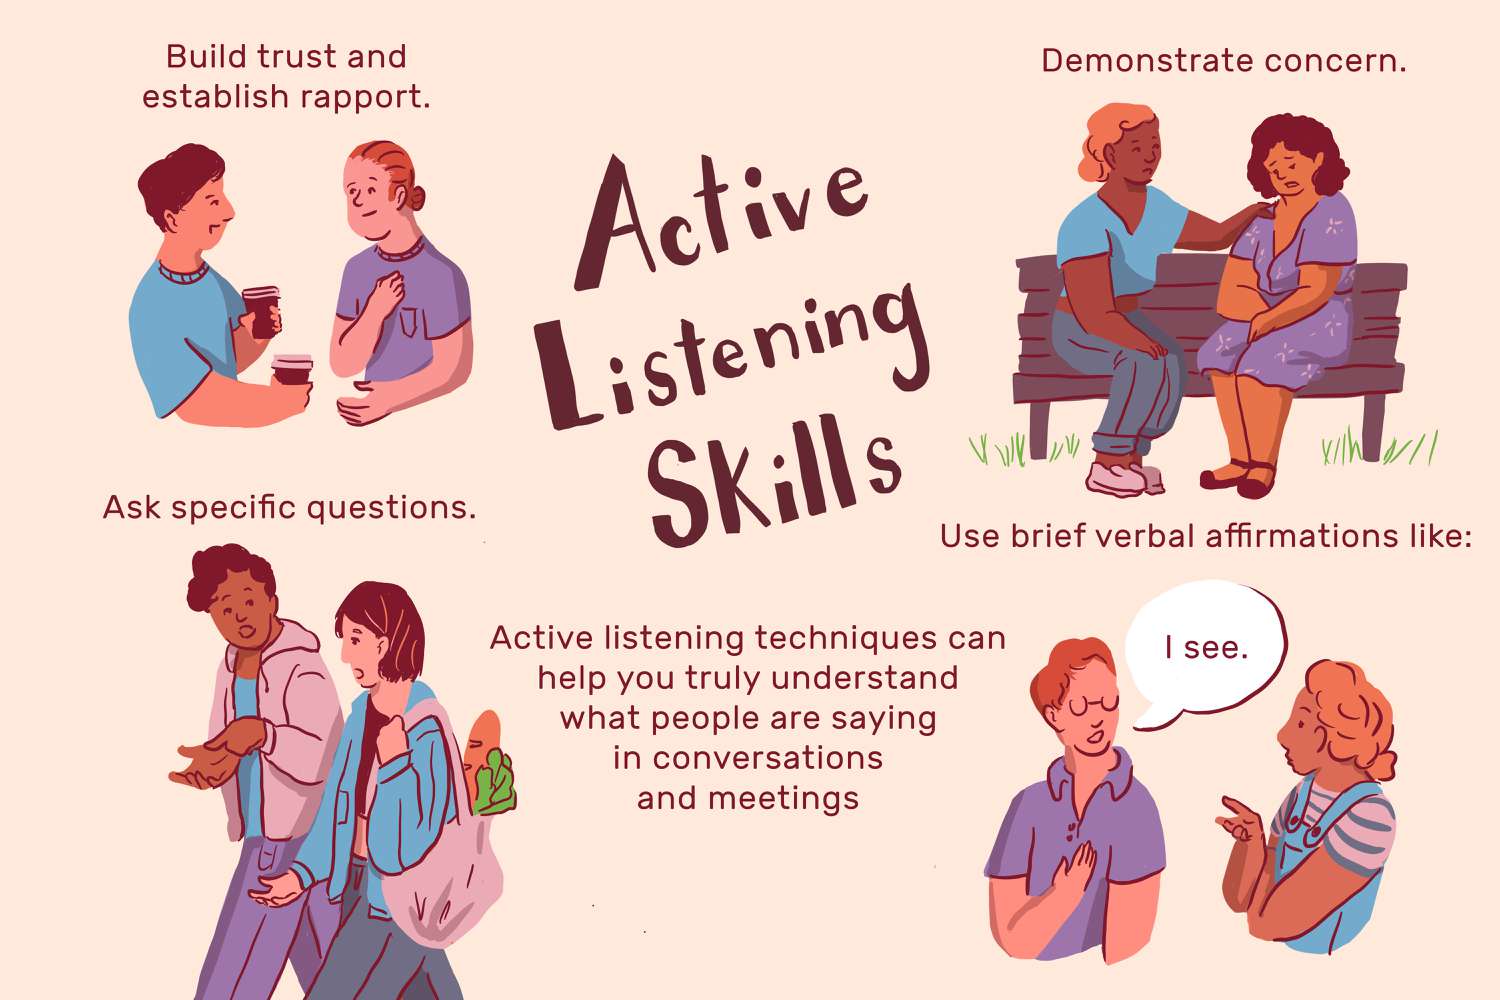 Build trust and
establish rapport.
Active
Listening
Skills
Demonstrate concern.
Ask specific questions.
Active listening techniques can
help you truly understand
what people are saying
in conversations
and meetings
Use brief verbal affirmations like:
I see.